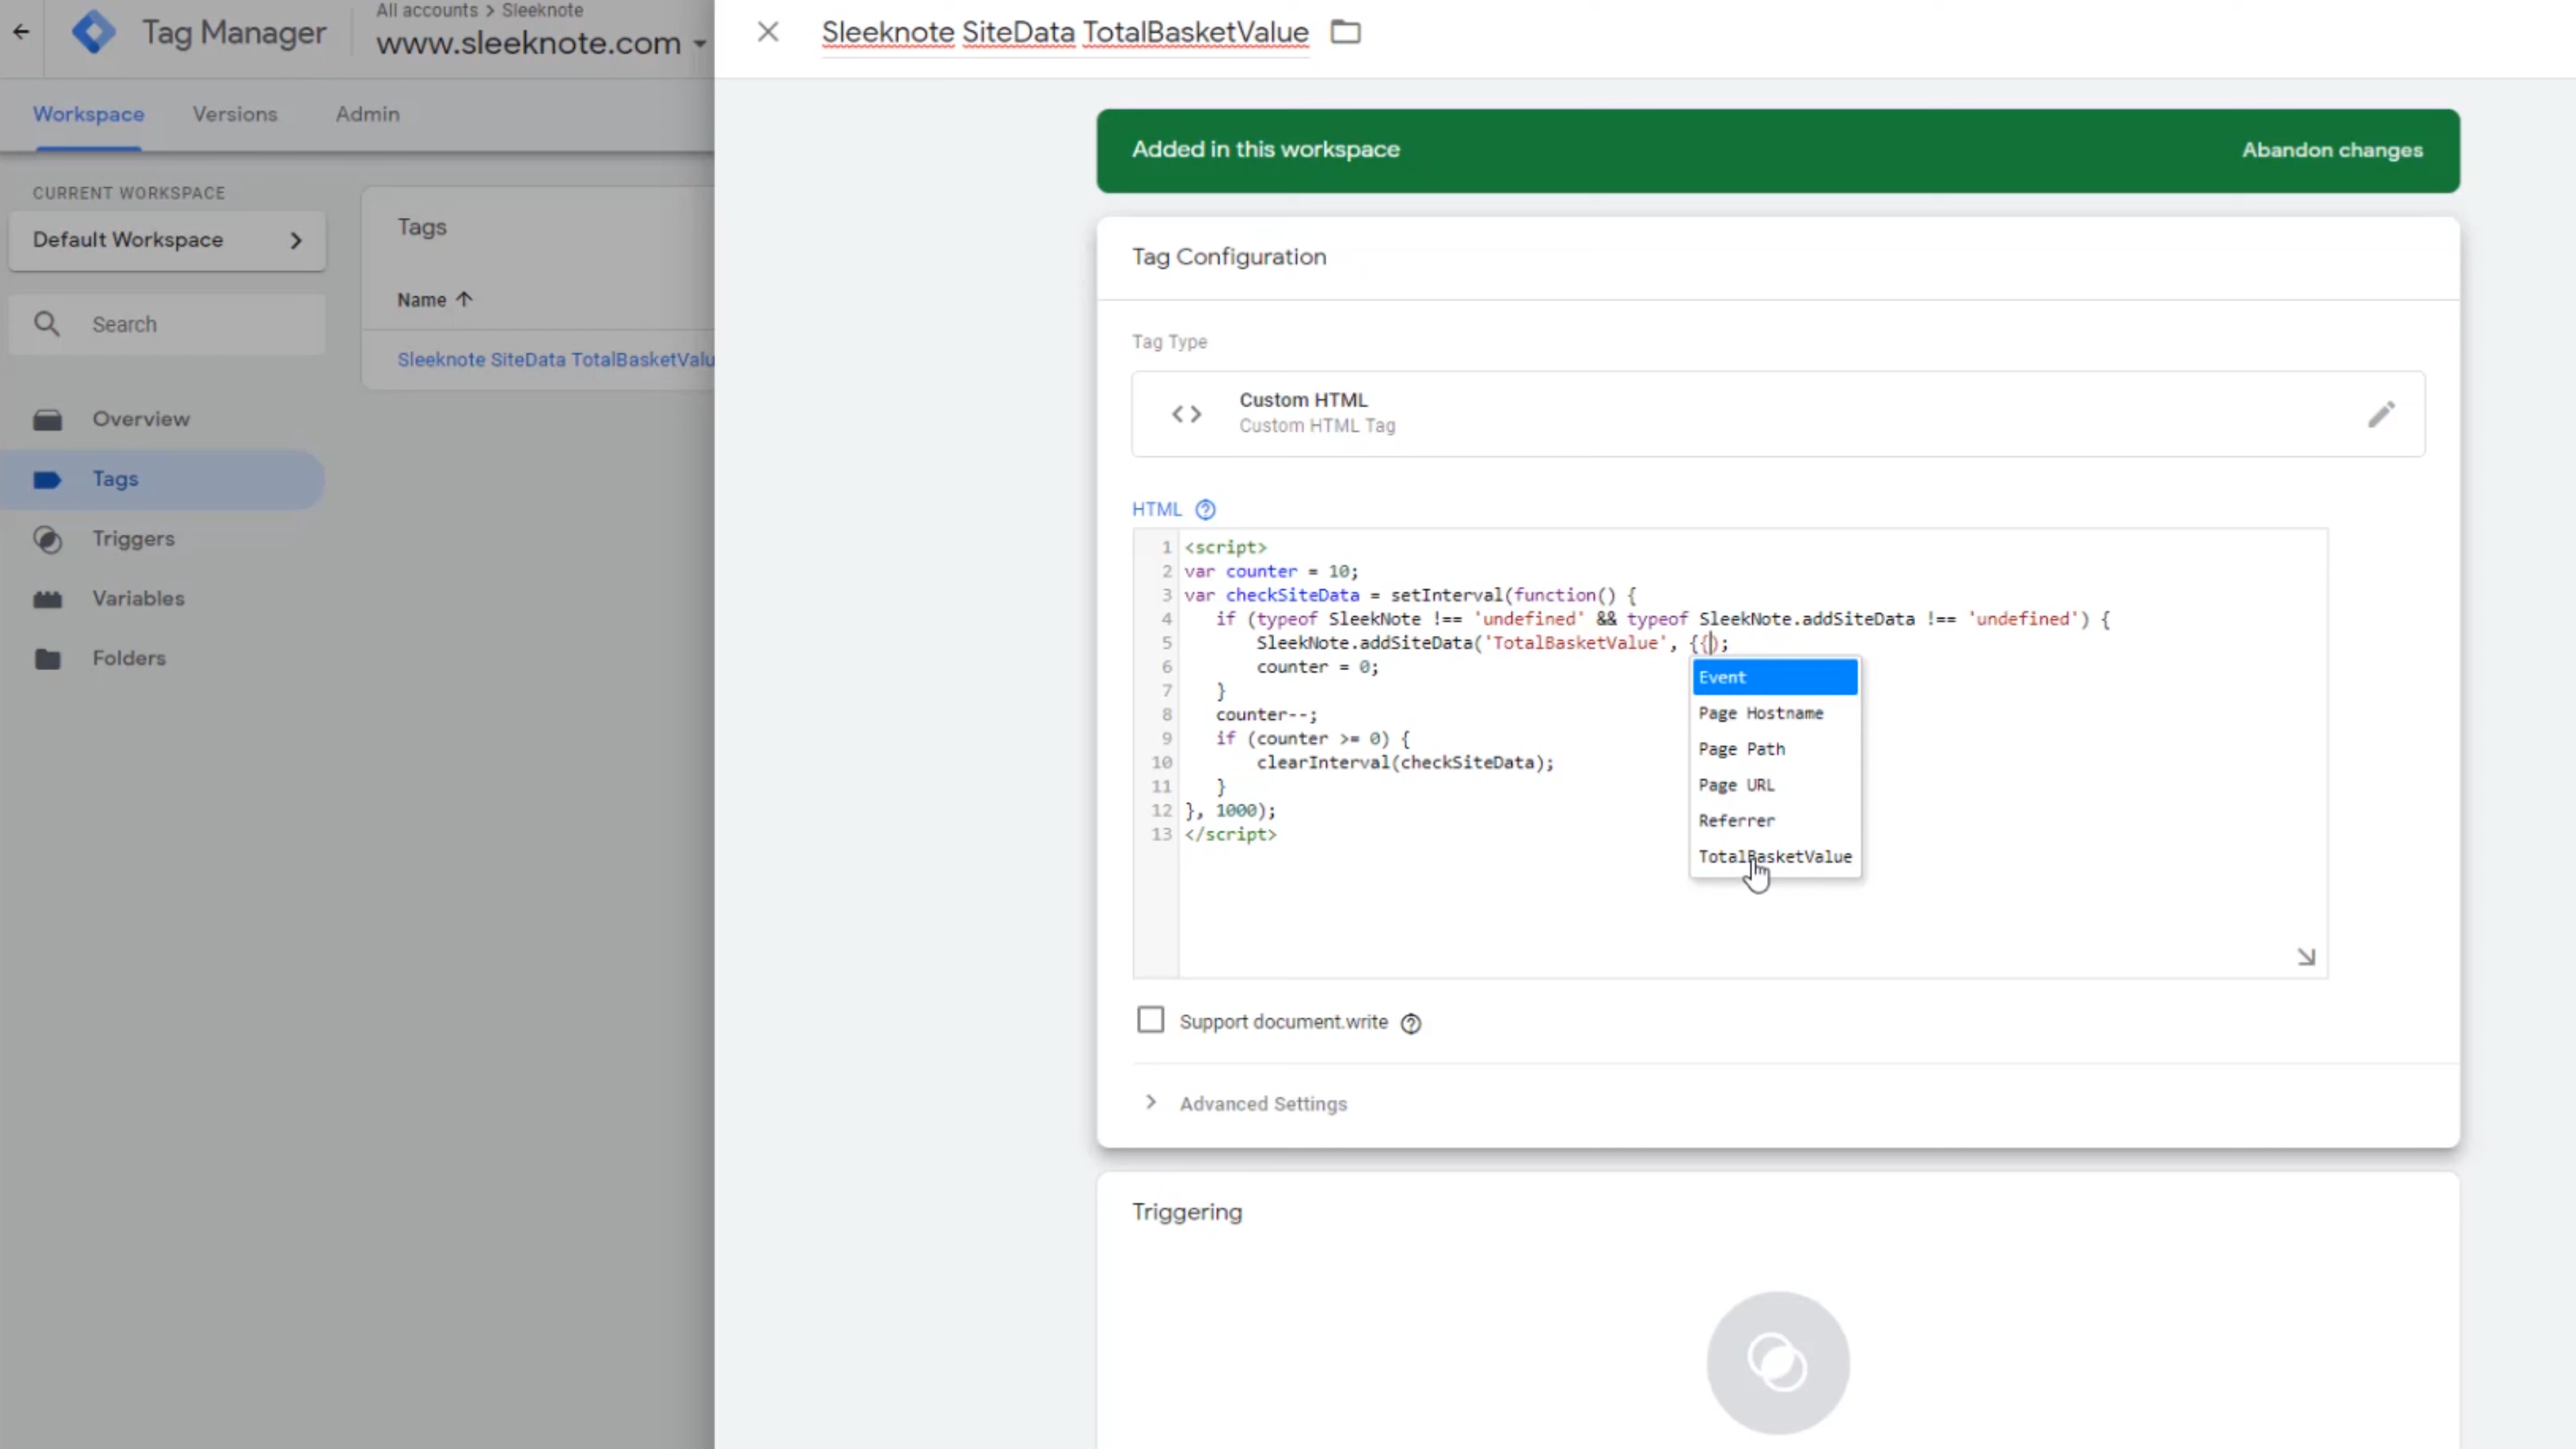 All accounts > Sleeknote
Tag Manager
www.sleeknote.com
Workspace
Versions
Admin
CURRENT WORKSPACE
Default Workspace
Search
Overview
Tags
Triggers
Variables
Folders
Tags
Name
Sleeknote SiteData TotalBasketValu
Sleeknote SiteData TotalBasketValue
Added in this workspace
Abandon changes
Tag Configuration
Tag Type
Custom HTML
Custom HTML Tag
HTML
1 <script>
2 var counter = 10;
3 var checkSiteData = setInterval(function() {
4 if (typeof SleekNote !== 'undefined' && typeof SleekNote.addSiteData !== 'undefined') {
5 SleekNote.addSiteData('TotalBasketValue', {{);
6 counter = 0;
7 }
8 counter--;
9 if (counter >= 0) {
10 clearInterval(checkSiteData);
11 }
12 }, 1000);
13 </script>
Event
Page Hostname
Page Path
Page URL
Referrer
TotalBasketValue
Support document.write
Advanced Settings
Triggering